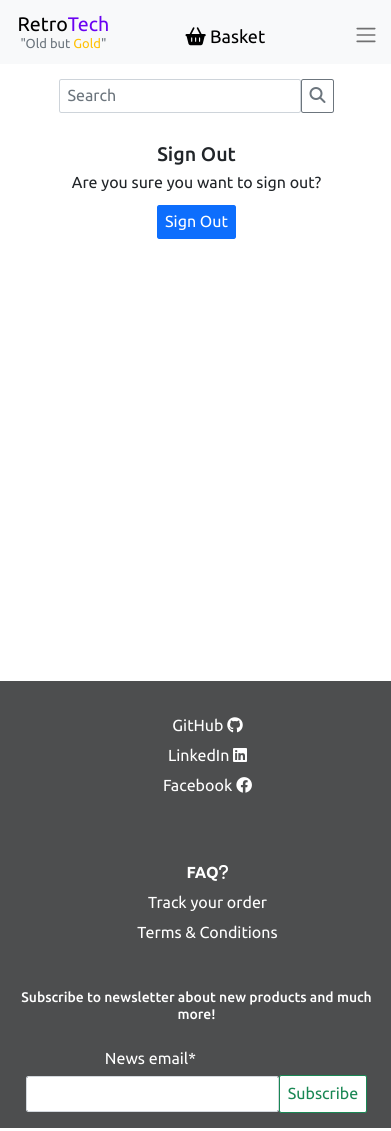 RetroTech
"Old but Gold"
Basket
Search
Sign Out
Are you sure you want to sign out?
Sign Out
GitHub
LinkedIn
Facebook
FAQ?
Track your order
Terms & Conditions
Subscribe to newsletter about new products and much
more!
News email*
Subscribe